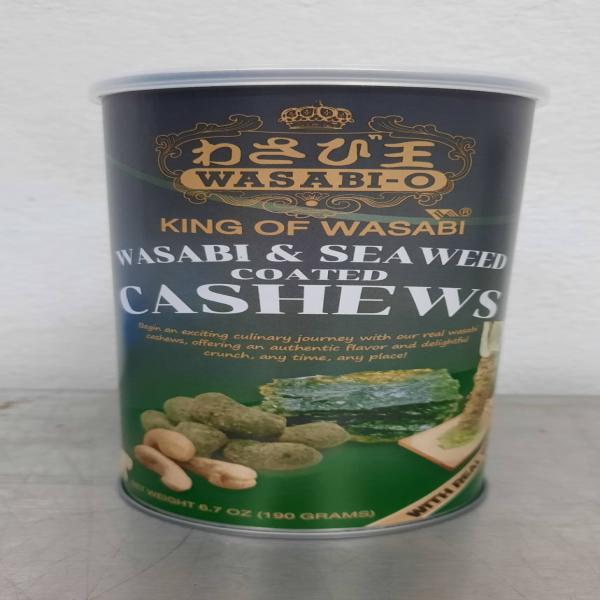 わさび王
WASABI-O
KING OF WASABI
®
WASABI & SEAWEED
COATED
CASHEWS
Begin an exciting culinary journey with our real wasabi
cashews, offering an authentic flavor and delightful
crunch, any time, any place!
NET WEIGHT 6.7 OZ (190 GRAMS)
WITH REAL